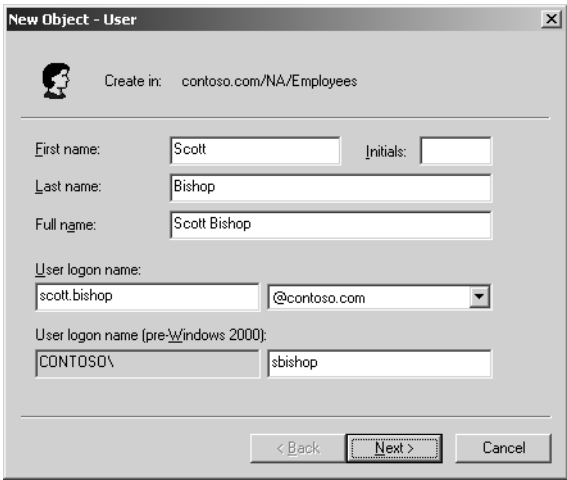 New Object - User
Create in: contoso.com/NA/Employees
First name: Scott Initials:
Last name: Bishop
Full name: Scott Bishop
User logon name:
scott.bishop @contoso.com
User logon name (pre-Windows 2000):
CONTOSO\ sbishop
< Back Next > Cancel